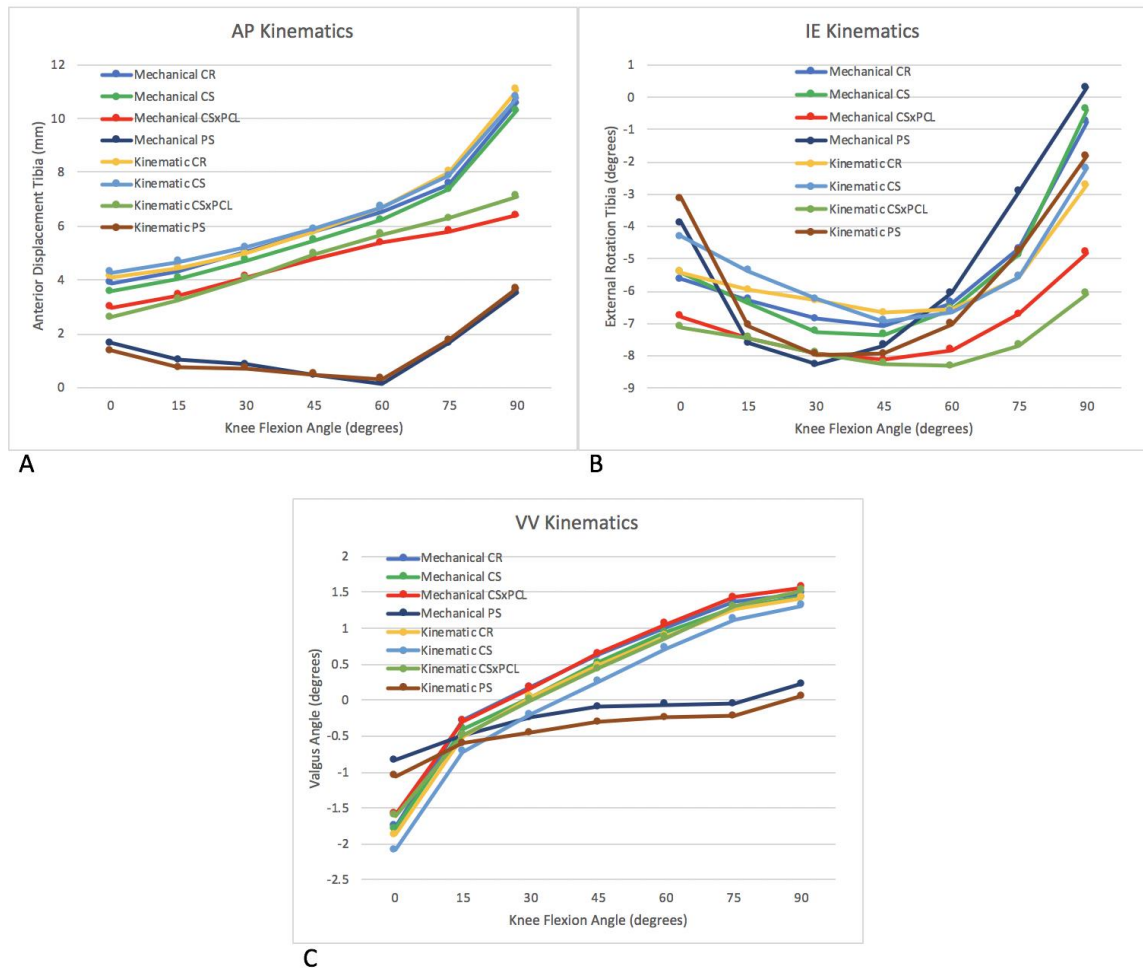 AP Kinematics
12
10
8
6
4
2
0
Anterior Displacement Tibia (mm)
Mechanical CR
Mechanical CS
Mechanical CSxPCL
Mechanical PS
Kinematic CR
Kinematic CS
Kinematic CSxPCL
Kinematic PS
0 15 30 45 60 75 90
Knee Flexion Angle (degrees)
A
IE Kinematics
1
0
-1
-2
-3
-4
-5
-6
-7
-8
-9
External Rotation Tibia (degrees)
Mechanical CR
Mechanical CS
Mechanical CSxPCL
Mechanical PS
Kinematic CR
Kinematic CS
Kinematic CSxPCL
Kinematic PS
0 15 30 45 60 75 90
Knee Flexion Angle (degrees)
B
VV Kinematics
2
1.5
1
0.5
0
-0.5
-1
-1.5
-2
-2.5
Valgus Angle (degrees)
Mechanical CR
Mechanical CS
Mechanical CSxPCL
Mechanical PS
Kinematic CR
Kinematic CS
Kinematic CSxPCL
Kinematic PS
0 15 30 45 60 75 90
Knee Flexion Angle (degrees)
C